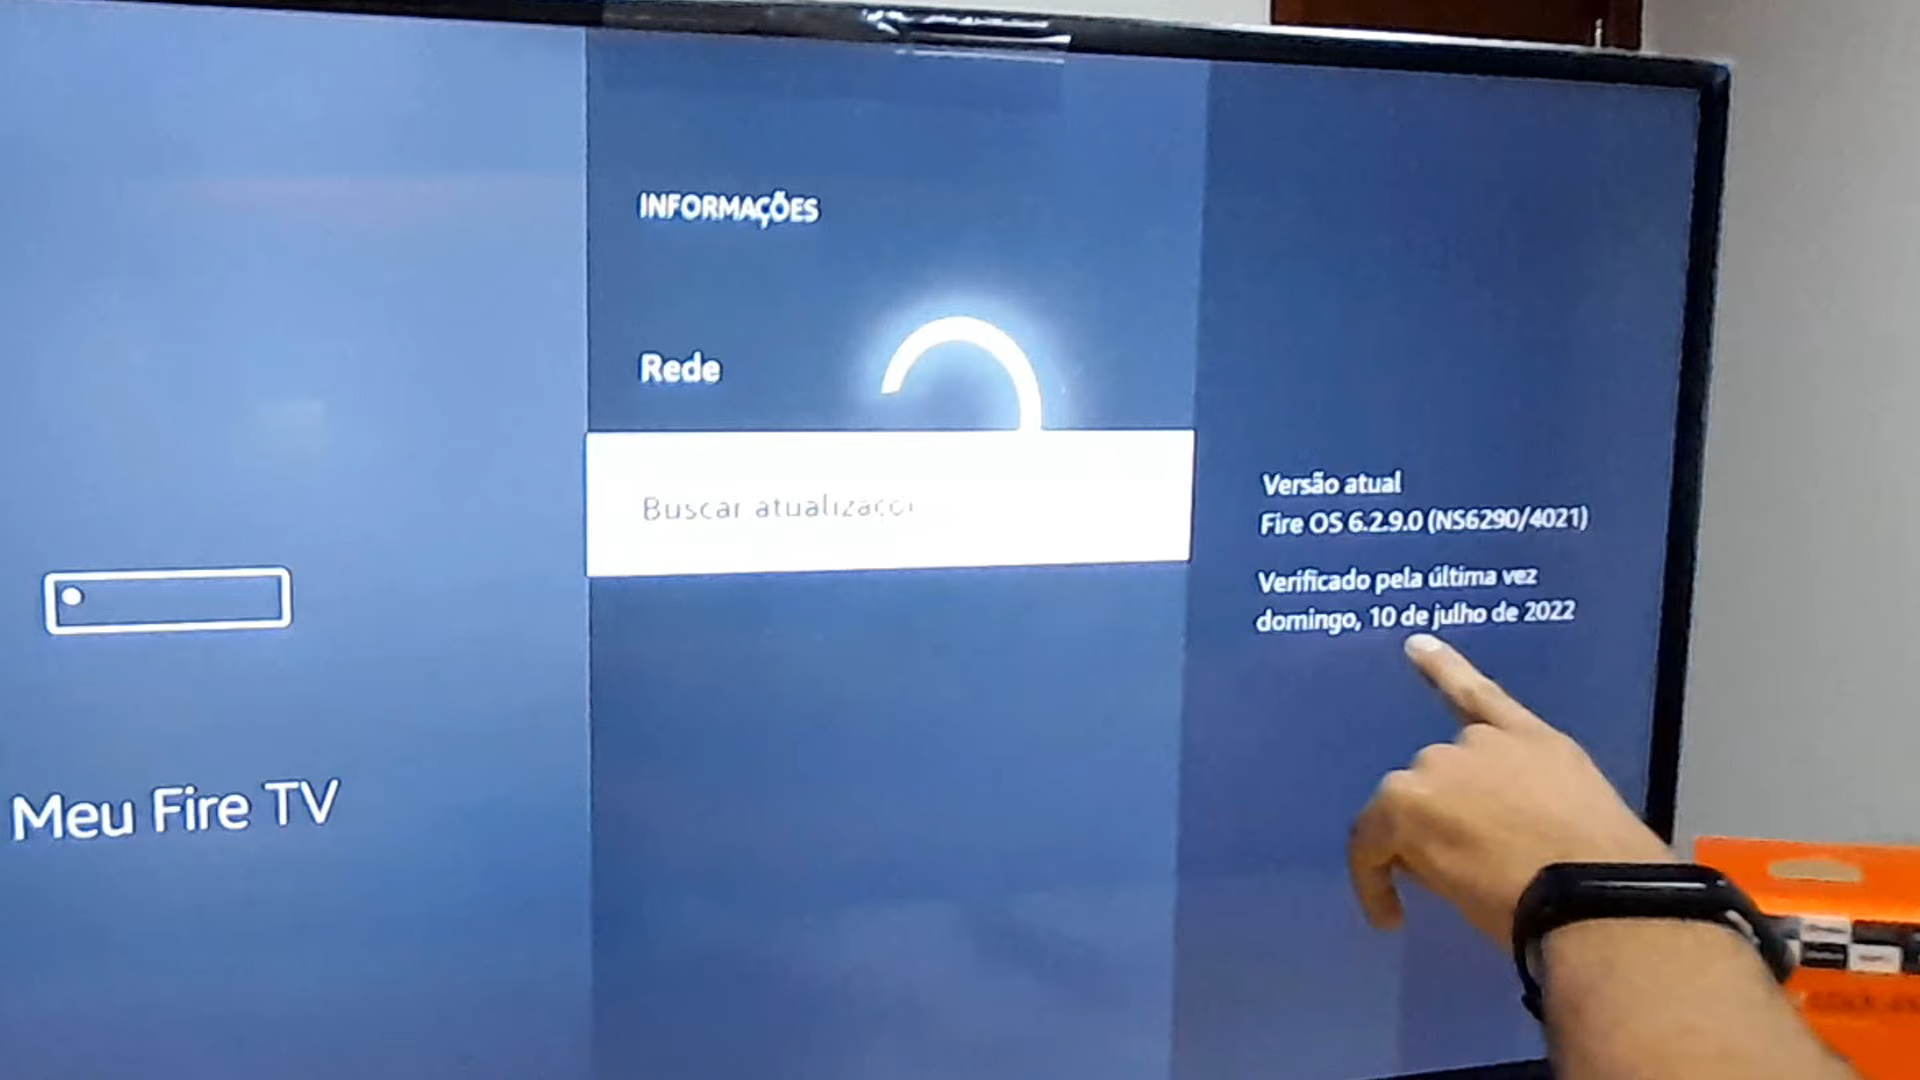 INFORMAÇÕES
Rede
Buscar
Versão atual
Fire OS 6.2.9.0 (NS6290/4021)
Verificado pela última vez
domingo, 10 de julho de 2022
Meu Fire TV